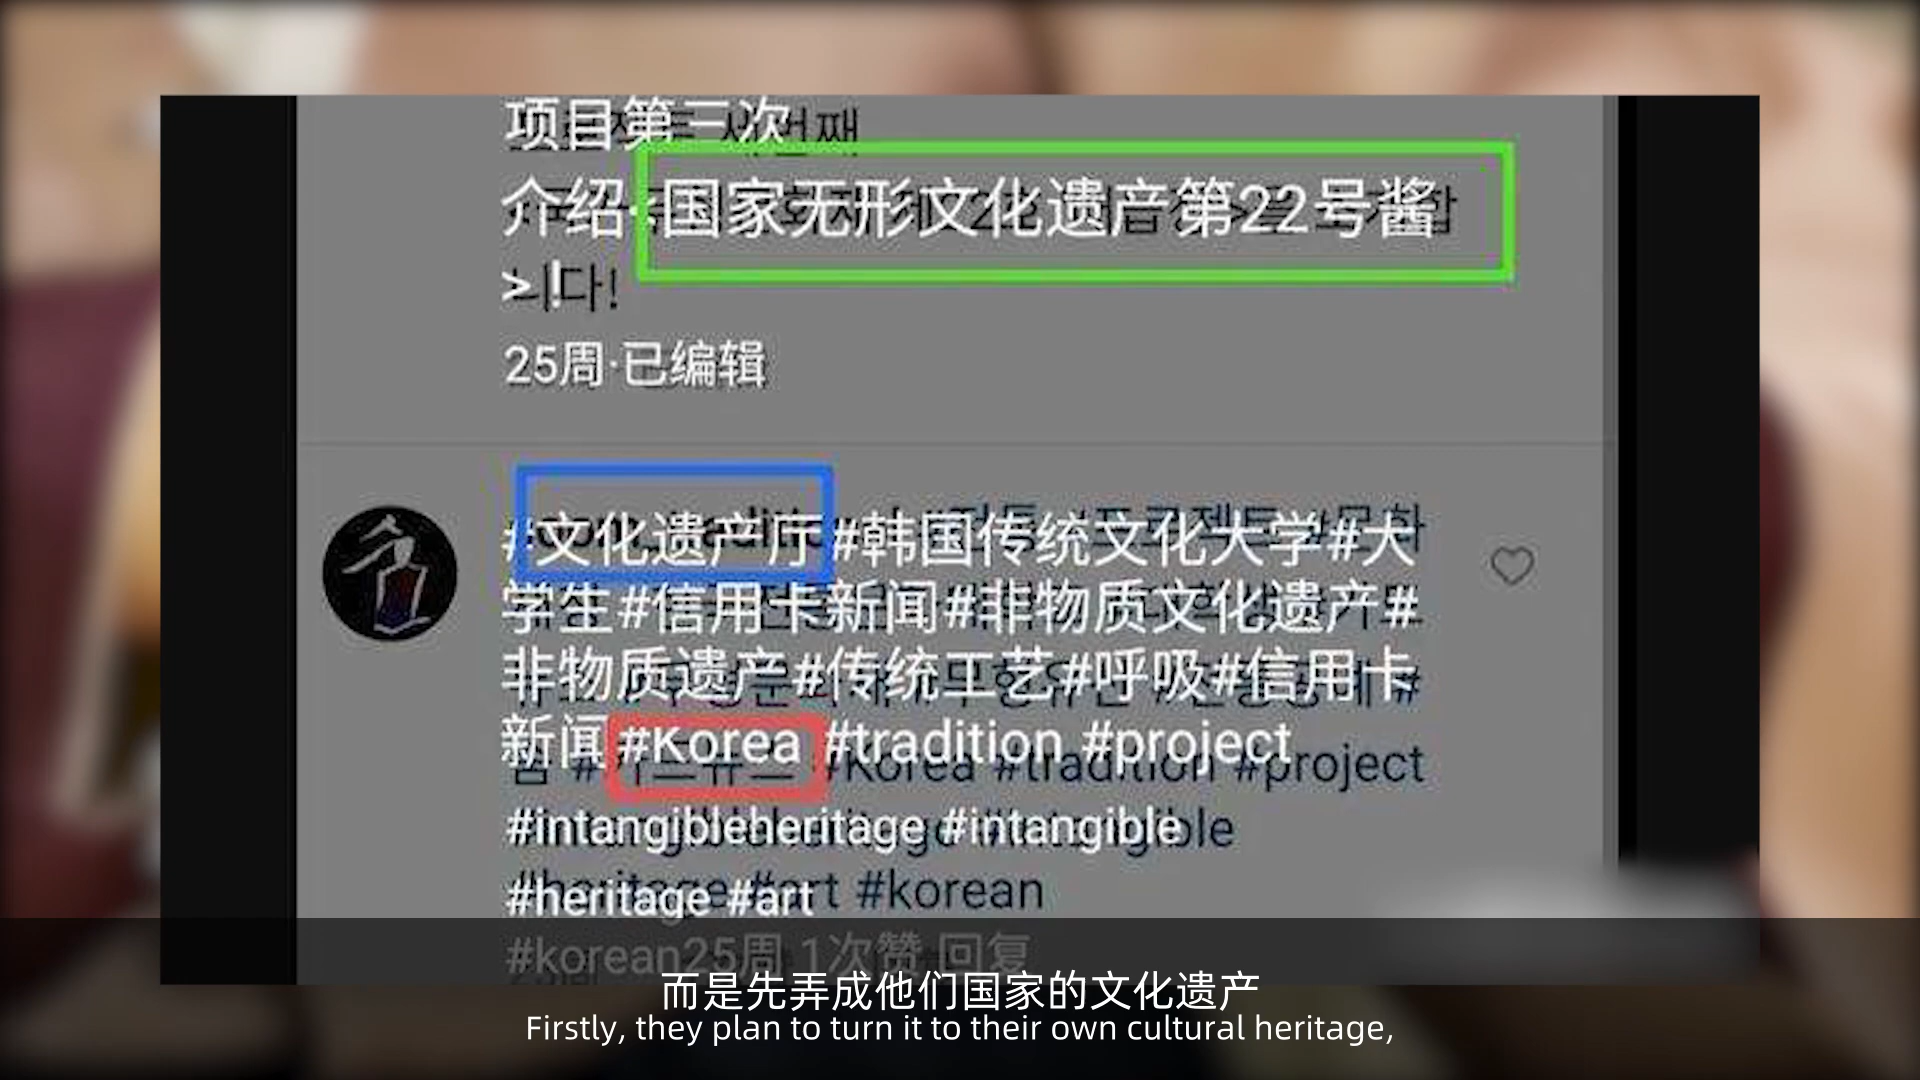 项目第三次
介绍<国家无形文化遗产第22号酱
>!
25周·已编辑
#文化遗产厅#韩国传统文化大学#大
学生#信用卡新闻#非物质文化遗产#
非物质遗产#传统工艺#呼吸#信用卡
新闻#Korea #tradition #project
#Korea #tradition #project
#intangibleheritage #intangible
#heritage #art
#korean
#korean25周 1次赞 回复
而是先弄成他们国家的文化遗产
Firstly, they plan to turn it to their own cultural heritage,